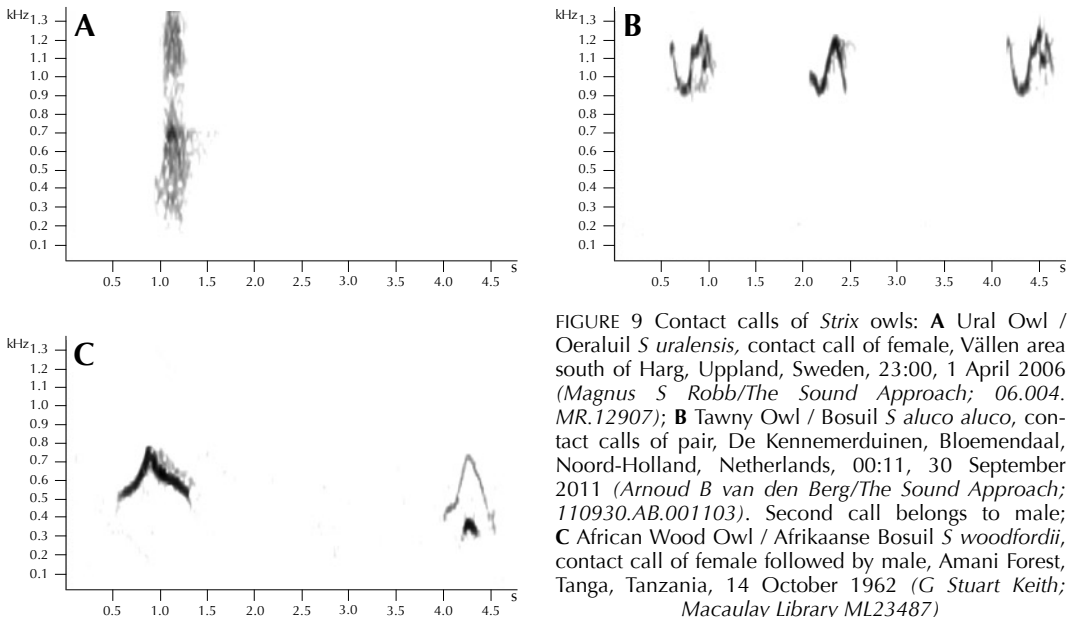 kHz
1.3
1.2
1.1
1.0
0.9
0.8
0.7
0.6
0.5
0.4
0.3
0.2
0.1
A
0.5 1.0 1.5 2.0 2.5 3.0 3.5 4.0 4.5
s
kHz
1.3
1.2
1.1
1.0
0.9
0.8
0.7
0.6
0.5
0.4
0.3
0.2
0.1
B
0.5 1.0 1.5 2.0 2.5 3.0 3.5 4.0 4.5
s
kHz
1.3
1.2
1.1
1.0
0.9
0.8
0.7
0.6
0.5
0.4
0.3
0.2
0.1
C
0.5 1.0 1.5 2.0 2.5 3.0 3.5 4.0 4.5
s
FIGURE 9 Contact calls of Strix owls: A Ural Owl /
Oeraluil S uralensis, contact call of female, Vällen area
south of Harg, Uppland, Sweden, 23:00, 1 April 2006
(Magnus S Robb/The Sound Approach; 06.004.
MR.12907); B Tawny Owl / Bosuil S aluco aluco, con-
tact calls of pair, De Kennemerduinen, Bloemendaal,
Noord-Holland, Netherlands, 00:11, 30 September
2011 (Arnoud B van den Berg/The Sound Approach;
110930.AB.001103). Second call belongs to male;
C African Wood Owl / Afrikaanse Bosuil S woodfordii,
contact call of female followed by male, Amani Forest,
Tanga, Tanzania, 14 October 1962 (G Stuart Keith;
Macaulay Library ML23487)